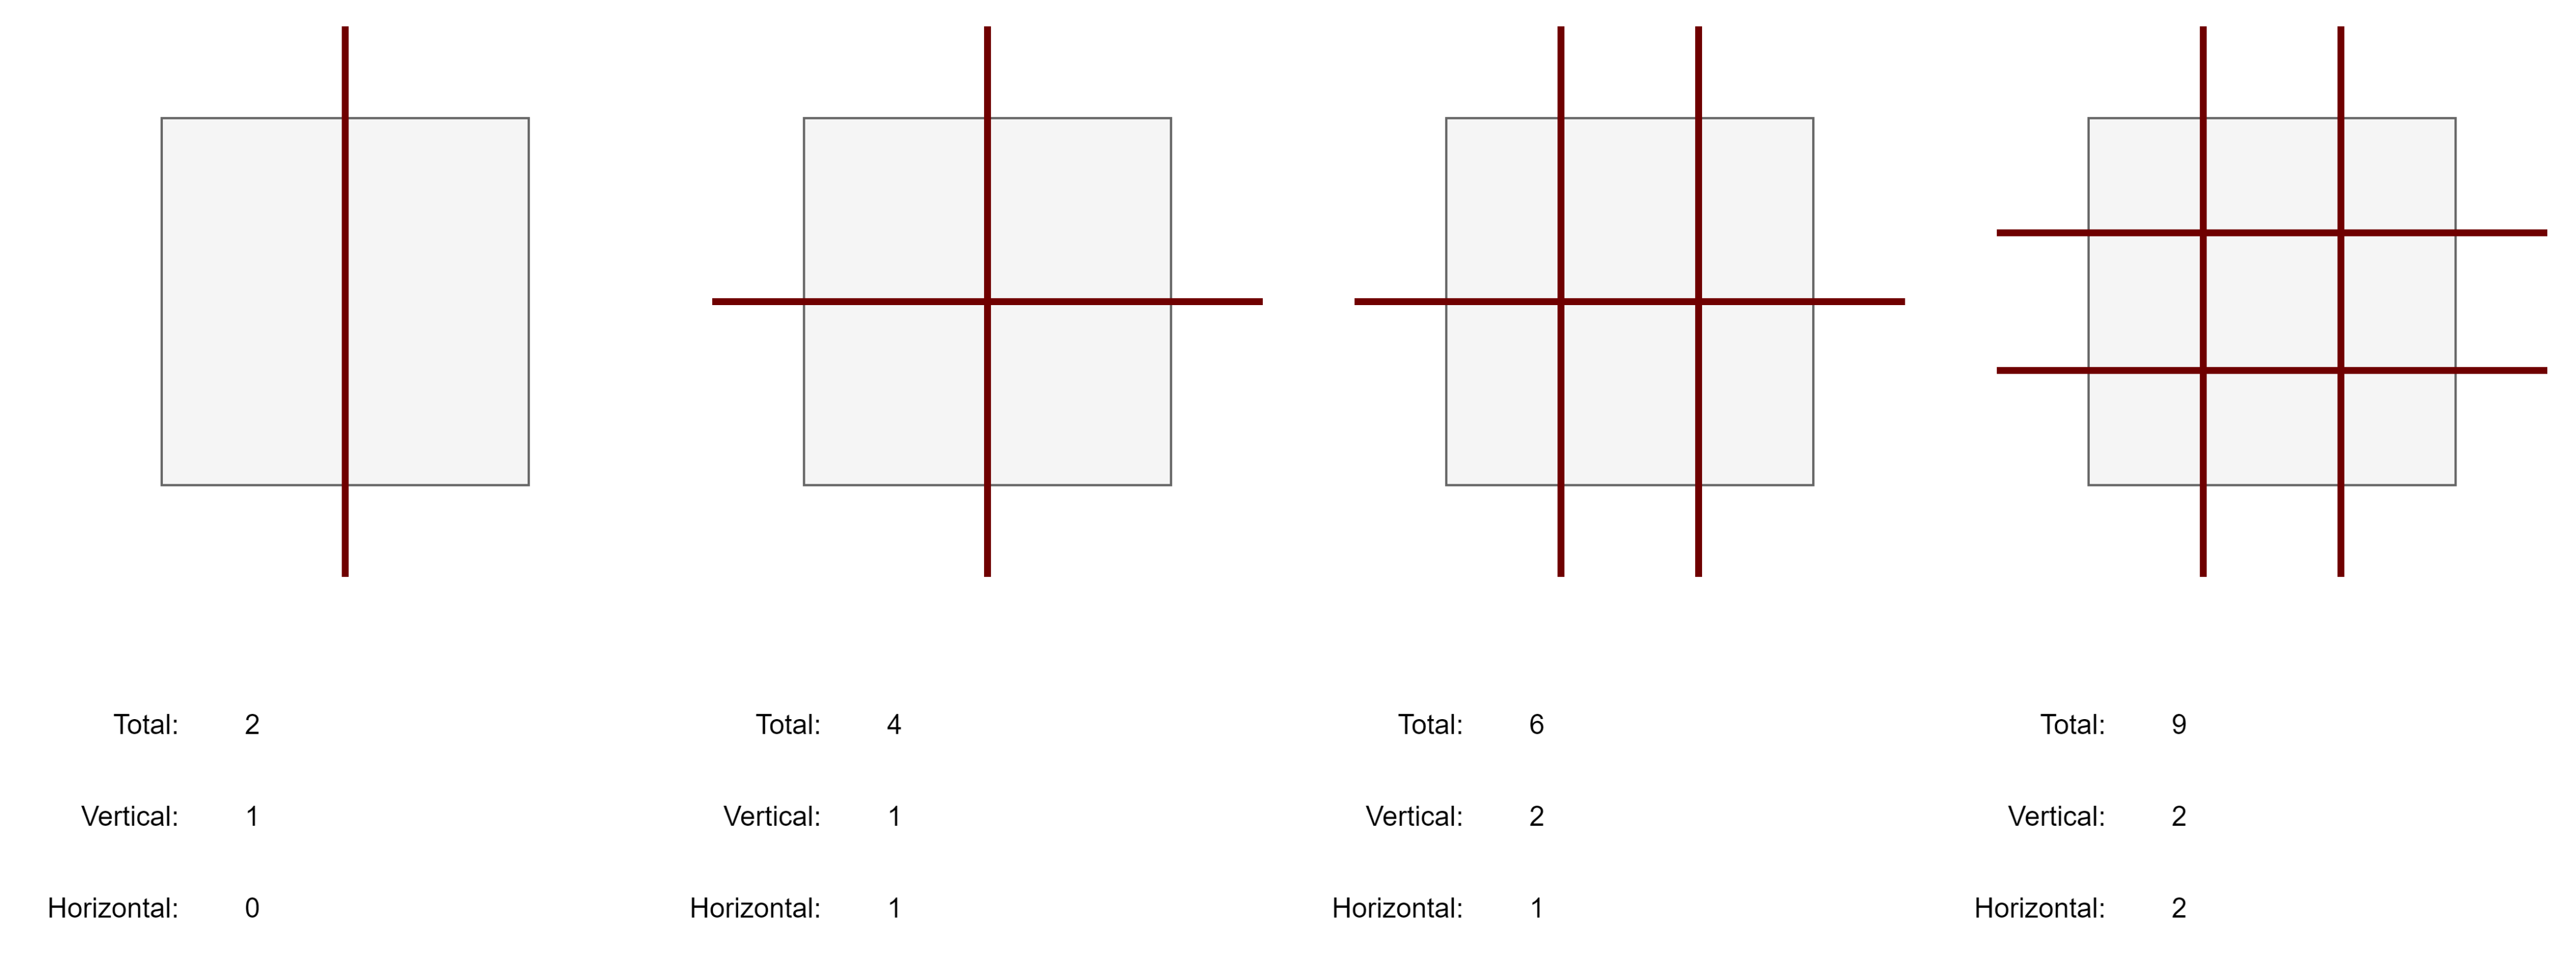 Total: 2
Vertical: 1
Horizontal: 0
Total: 4
Vertical: 1
Horizontal: 1
Total: 6
Vertical: 2
Horizontal: 1
Total: 9
Vertical: 2
Horizontal: 2